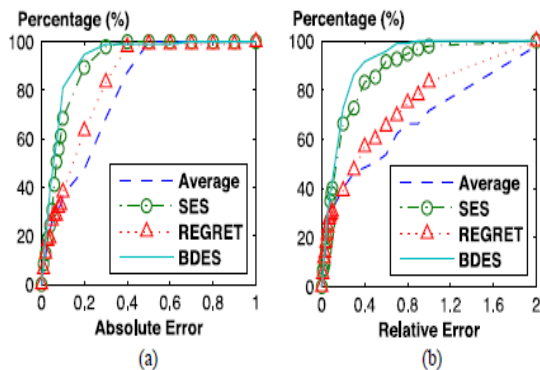 Percentage (%)
100
80
60
40
20
0
0 0.2 0.4 0.6 0.8 1
Average
SES
REGRET
BDES
Absolute Error
(a)
Percentage (%)
100
80
60
40
20
0
0 0.4 0.8 1.2 1.6 2
Average
SES
REGRET
BDES
Relative Error
(b)